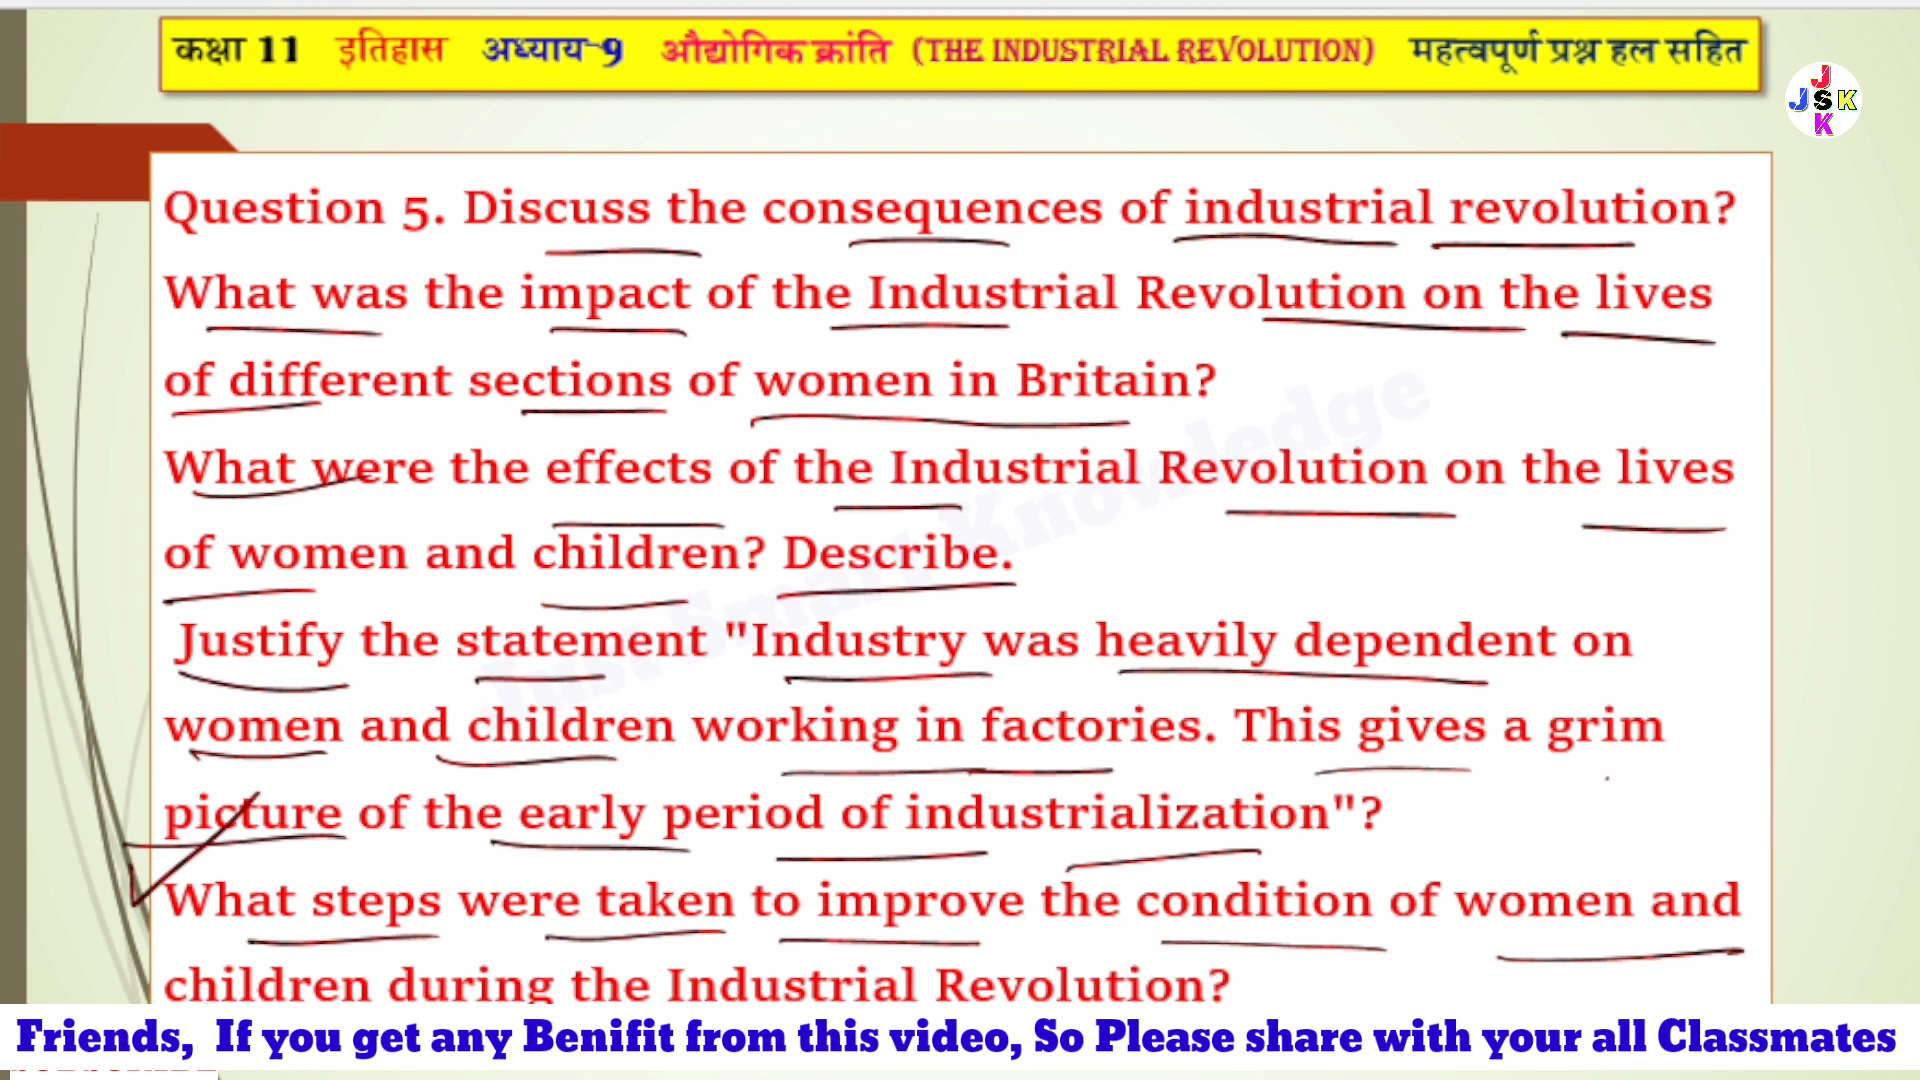 कक्षा 11 इतिहास अध्याय-9 औद्योगिक क्रांति (THE INDUSTRIAL REVOLUTION) महत्वपूर्ण प्रश्न हल सहित
J
J S K
K
Question 5. Discuss the consequences of industrial revolution?
What was the impact of the Industrial Revolution on the lives
of different sections of women in Britain?
What were the effects of the Industrial Revolution on the lives
of women and children? Describe.
Justify the statement "Industry was heavily dependent on
women and children working in factories. This gives a grim
picture of the early period of industrialization"?
What steps were taken to improve the condition of women and
children during the Industrial Revolution?
Just Smart Knowledge
Friends, If you get any Benifit from this video, So Please share with your all Classmates